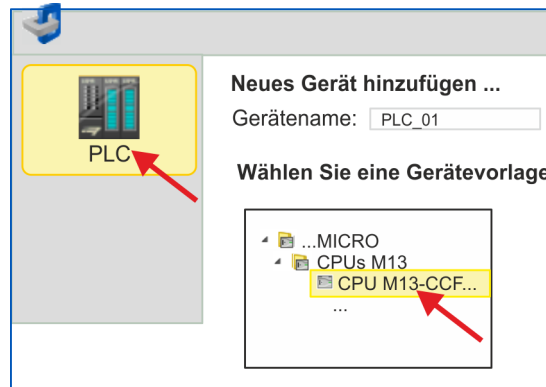 PLC
Neues Gerät hinzufügen ...
Gerätename: PLC_01
Wählen Sie eine Gerätevorlage
...MICRO
CPUs M13
CPU M13-CCF...
...